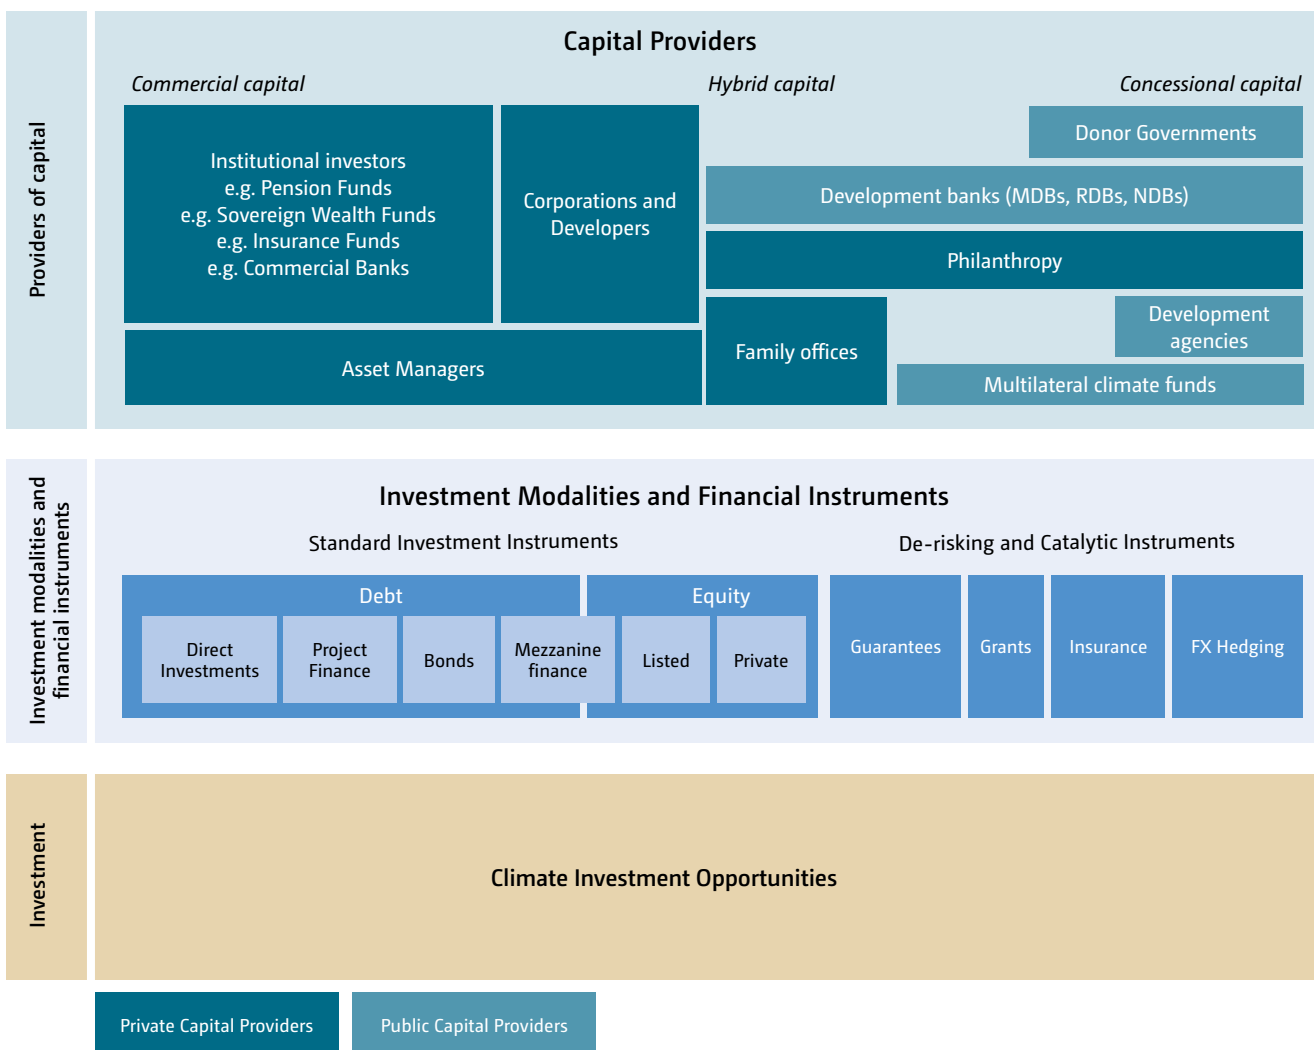 Providers of capital
Capital Providers
Commercial capital
Hybrid capital
Concessional capital
Institutional investors
e.g. Pension Funds
e.g. Sovereign Wealth Funds
e.g. Insurance Funds
e.g. Commercial Banks
Corporations and
Developers
Asset Managers
Donor Governments
Development banks (MDBs, RDBs, NDBs)
Philanthropy
Family offices
Development
agencies
Multilateral climate funds
Investment modalities and
financial instruments
Investment Modalities and Financial Instruments
Standard Investment Instruments
De-risking and Catalytic Instruments
Debt
Direct
Investments
Project
Finance
Bonds
Mezzanine
finance
Equity
Listed
Private
Guarantees
Grants
Insurance
FX Hedging
Investment
Climate Investment Opportunities
Private Capital Providers
Public Capital Providers